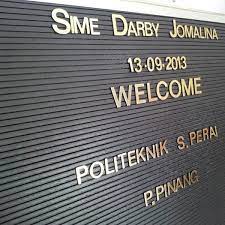 SIME DARBY JOMALINA
13-09-2013
WELCOME
POLITEKNIK S.PERAI
P.PINANG